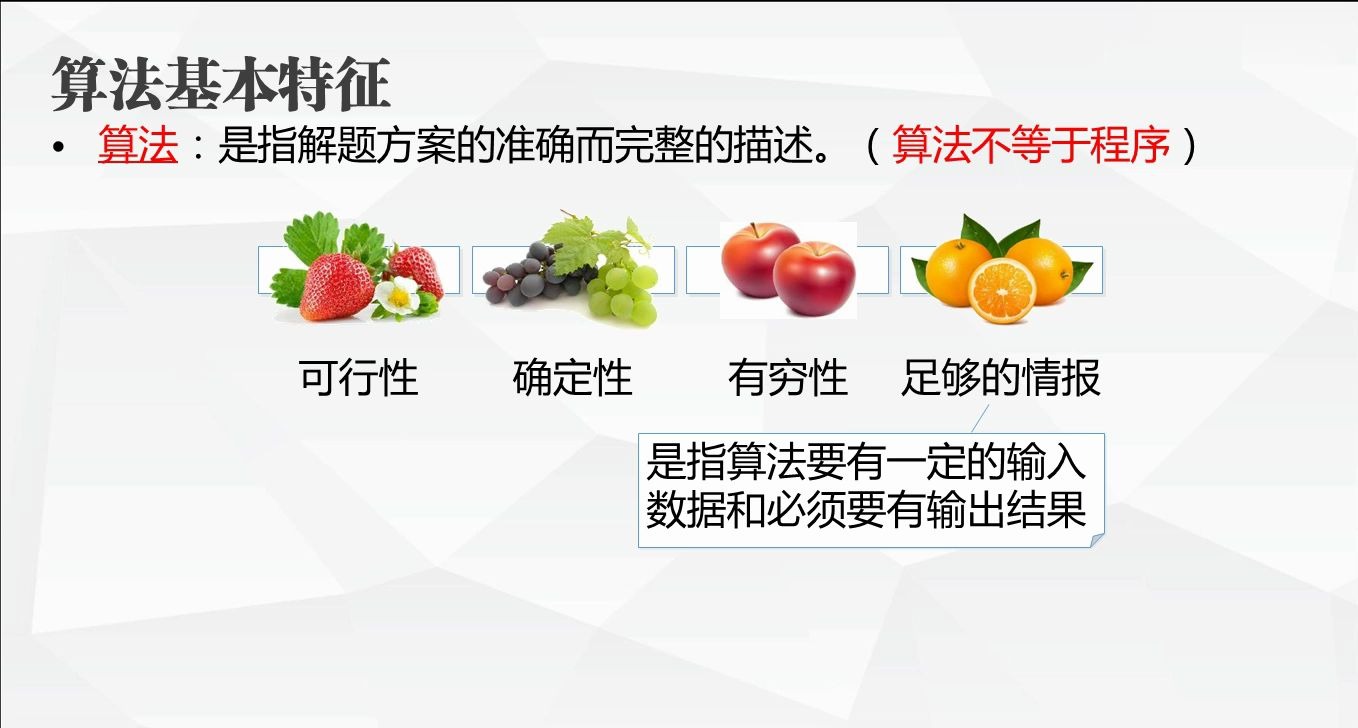 算法基本特征
• 算法：是指解题方案的准确而完整的描述。（算法不等于程序）
可行性 确定性 有穷性 足够的情报
是指算法要有一定的输入
数据和必须要有输出结果